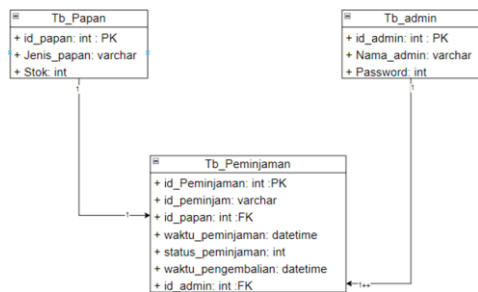 Tb_Papan
+ id_papan: int : PK
+ Jenis_papan: varchar
+ Stok: int
Tb_admin
+ id_admin: int : PK
+ Nama_admin: varchar
+ Password: int
1
1
Tb_Peminjaman
+ id_Peminjaman: int :PK
+ id_peminjam: varchar
+ id_papan: int :FK
+ waktu_peminjaman: datetime
+ status_peminjaman: int
+ waktu_pengembalian: datetime
+ id_admin: int :FK
1
1++